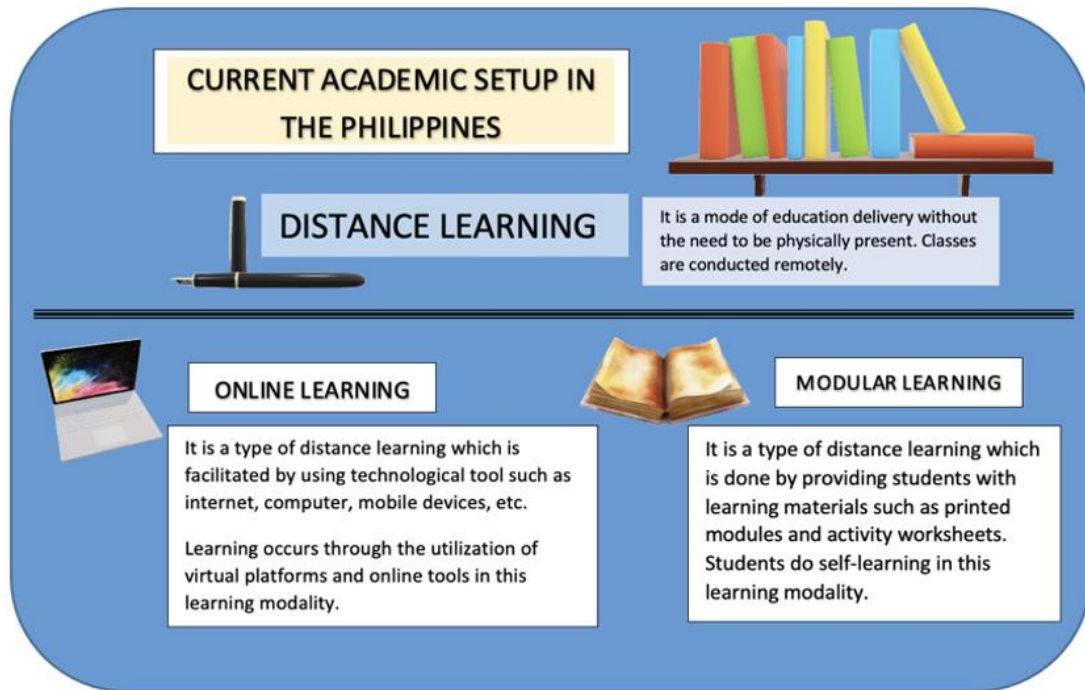 CURRENT ACADEMIC SETUP IN
THE PHILIPPINES
DISTANCE LEARNING
It is a mode of education delivery without
the need to be physically present. Classes
are conducted remotely.
ONLINE LEARNING
It is a type of distance learning which is
facilitated by using technological tool such as
internet, computer, mobile devices, etc.
Learning occurs through the utilization of
virtual platforms and online tools in this
learning modality.
MODULAR LEARNING
It is a type of distance learning which
is done by providing students with
learning materials such as printed
modules and activity worksheets.
Students do self-learning in this
learning modality.